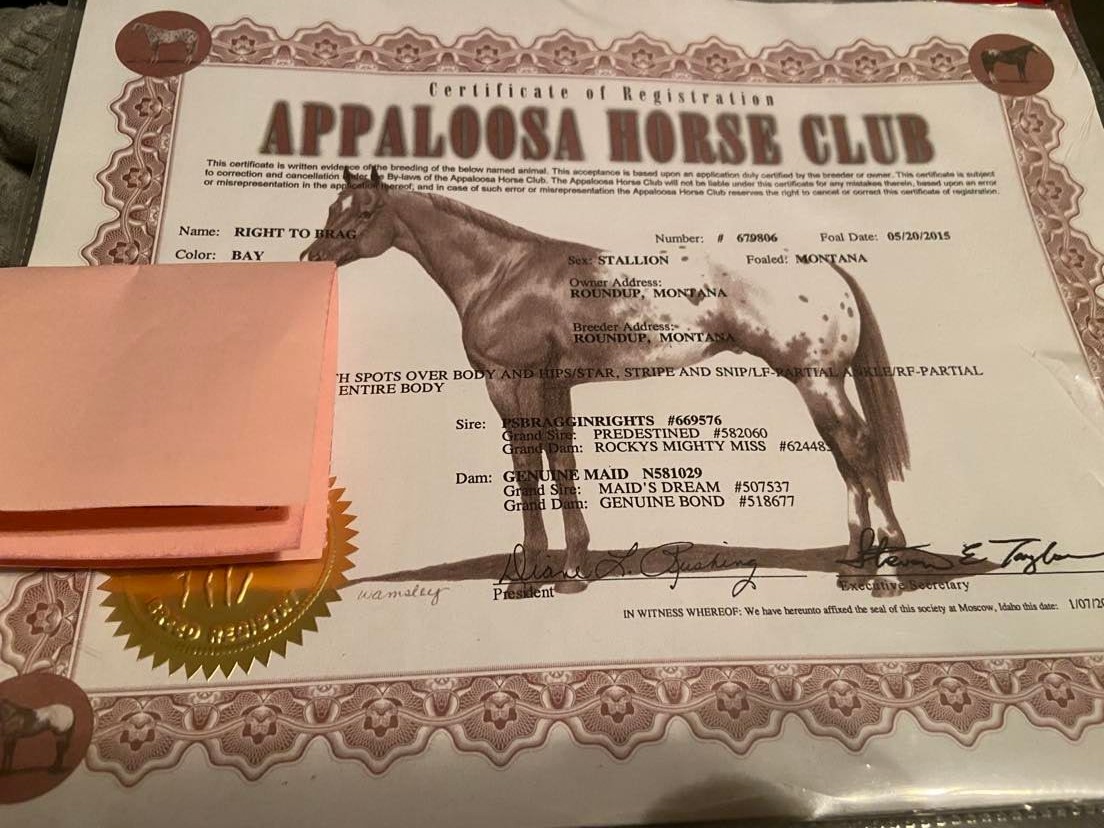 Certificate of Registration
APPALOOSA HORSE CLUB
This certificate is written evidence of the breeding of the below named animal. This acceptance is based upon an application duly certified by the breeder or owner. This certificate is subject
to correction and cancellation under the By-laws of the Appaloosa Horse Club. The Appaloosa Horse Club will not be liable under this certificate for any mistakes therein, based upon an error
or misrepresentation in the application thereof; and in case of such error or misrepresentation the Appaloosa Horse Club reserves the right to cancel or correct this certificate of registration.
Name: RIGHT TO BRAG Number: # 679806 Foal Date: 05/20/2015
Color: BAY Sex: STALLION Foaled: MONTANA
Owner Address:
ROUNDUP, MONTANA
Breeder Address:
ROUNDUP, MONTANA
H SPOTS OVER BODY AND HIPS/STAR, STRIPE AND SNIP/LF-PARTIAL ANKLE/RF-PARTIAL
ENTIRE BODY
Sire: PSBRAGGINRIGHTS #669576
Grand Sire: PREDESTINED #582060
Grand Dam: ROCKYS MIGHTY MISS #62448
Dam: GENUINE MAID N581029
Grand Sire: MAID'S DREAM #507537
Grand Dam: GENUINE BOND #518677
Diane L. Rushing Steven E Taylor
wamsley President Executive Secretary
IN WITNESS WHEREOF: We have hereunto affixed the seal of this society at Moscow, Idaho this date: 1/07/20